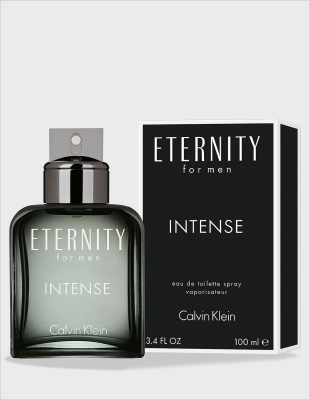 ETERNITY
for men
INTENSE
Calvin Klein
ETERNITY
for men
INTENSE
eau de toilette spray
vaporisateur
Calvin Klein
3.4 FL OZ 100 ml ℮